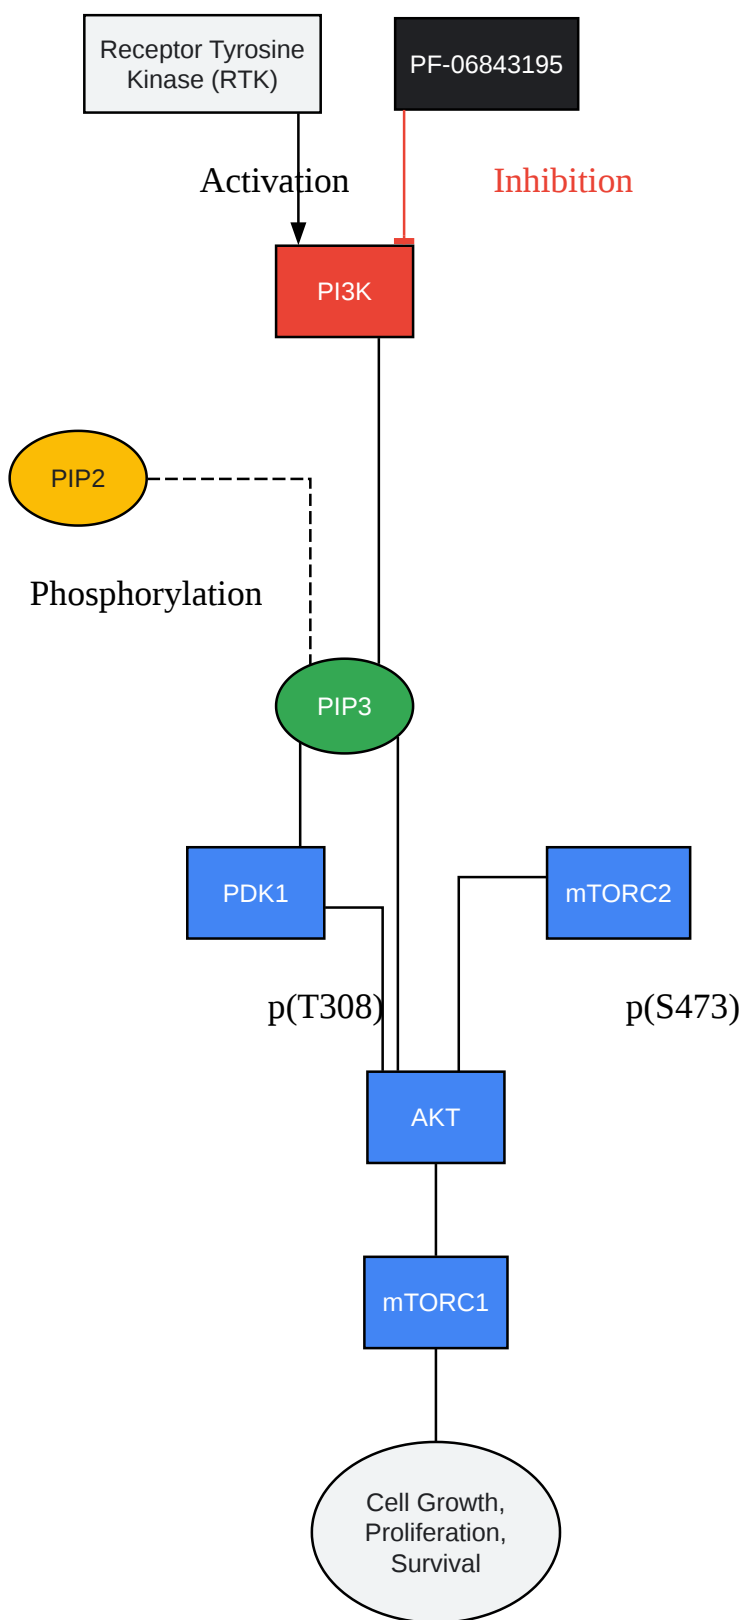 Receptor Tyrosine
Kinase (RTK)
PF-06843195
Activation
Inhibition
PI3K
PIP2
Phosphorylation
PIP3
PDK1
mTORC2
p(T308)
p(S473)
AKT
mTORC1
Cell Growth,
Proliferation,
Survival